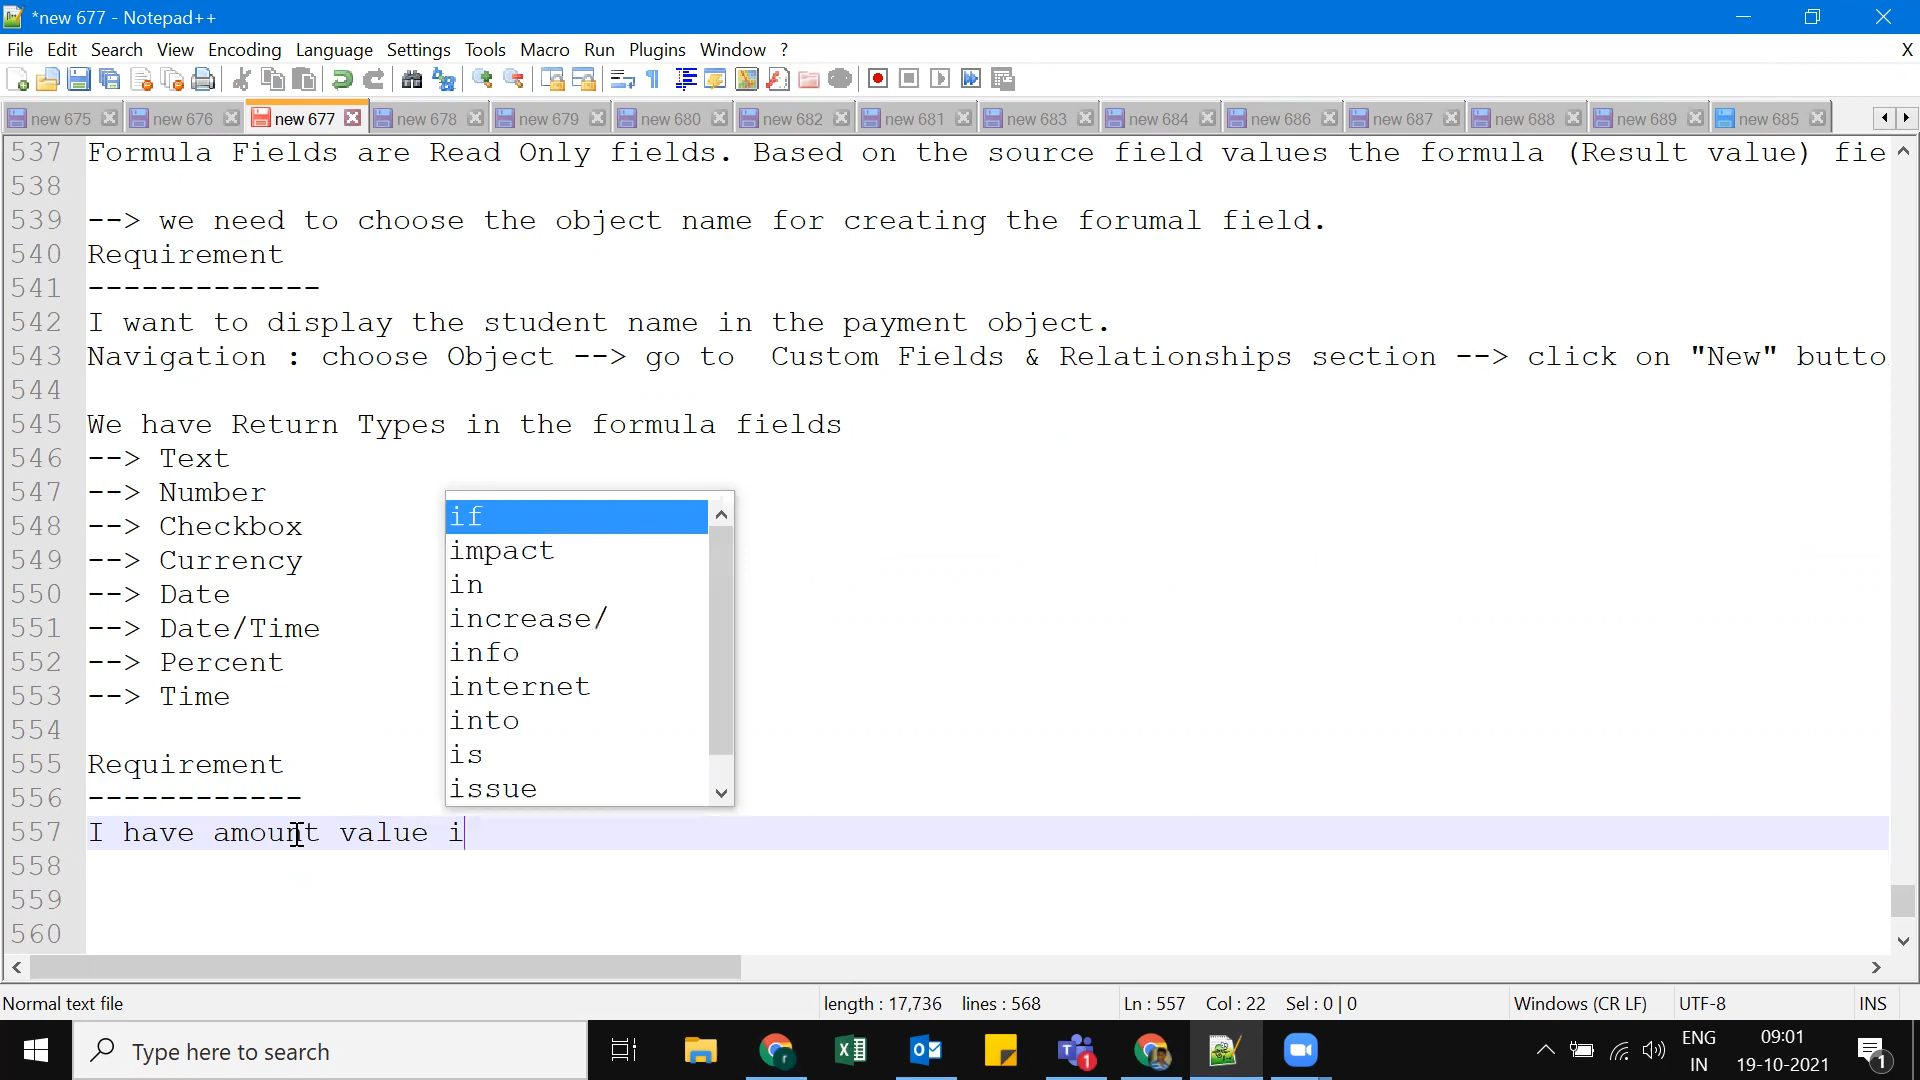 *new 677 - Notepad++
File Edit Search View Encoding Language Settings Tools Macro Run Plugins Window ? X
new 675 new 676 new 677 new 678 new 679 new 680 new 682 new 681 new 683 new 684 new 686 new 687 new 688 new 689 new 685
537 Formula Fields are Read Only fields. Based on the source field values the formula (Result value) fie
538
539 --> we need to choose the object name for creating the forumal field.
540 Requirement
541 -------------
542 I want to display the student name in the payment object.
543 Navigation : choose Object --> go to  Custom Fields & Relationships section --> click on "New" butto
544
545 We have Return Types in the formula fields
546 --> Text
547 --> Number
548 --> Checkbox
549 --> Currency
550 --> Date
551 --> Date/Time
552 --> Percent
553 --> Time
554
555 Requirement
556 ------------
557 I have amount value i
558
559
560
if
impact
in
increase/
info
internet
into
is
issue
Normal text file length : 17,736 lines : 568 Ln : 557 Col : 22 Sel : 0 | 0 Windows (CR LF) UTF-8 INS
Type here to search
ENG
IN
09:01
19-10-2021
1
1